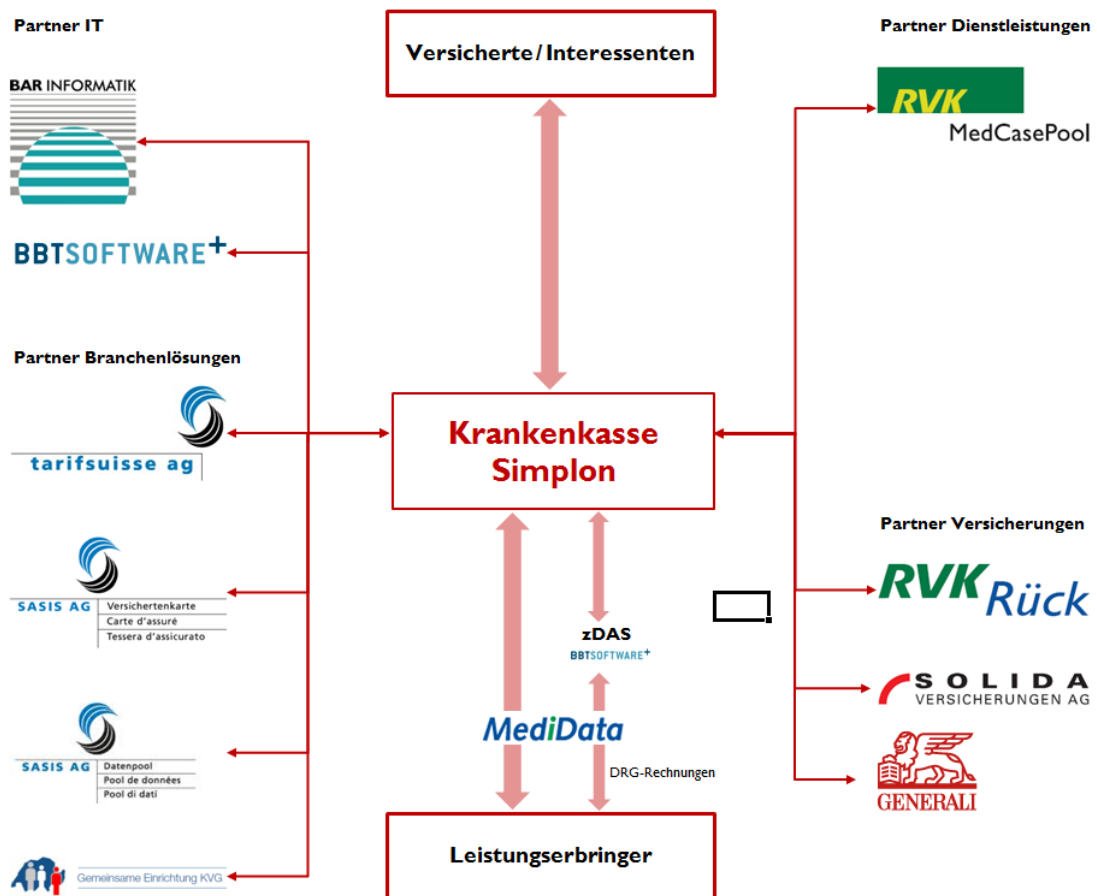 Partner IT
BAR INFORMATIK
BBTSOFTWARE+
Partner Branchenlösungen
tarifsuisse ag
SASIS AG
Versichertenkarte
Carte d'assuré
Tessera d'assicurato
SASIS AG
Datenpool
Pool de données
Pool di dati
Gemeinsame Einrichtung KVG
Versicherte/Interessenten
Krankenkasse
Simplon
zDAS
BBTSOFTWARE+
MediData
DRG-Rechnungen
Leistungserbringer
Partner Dienstleistungen
RVK
MedCasePool
Partner Versicherungen
RVK Rück
SOLIDA
VERSICHERUNGEN AG
GENERALI